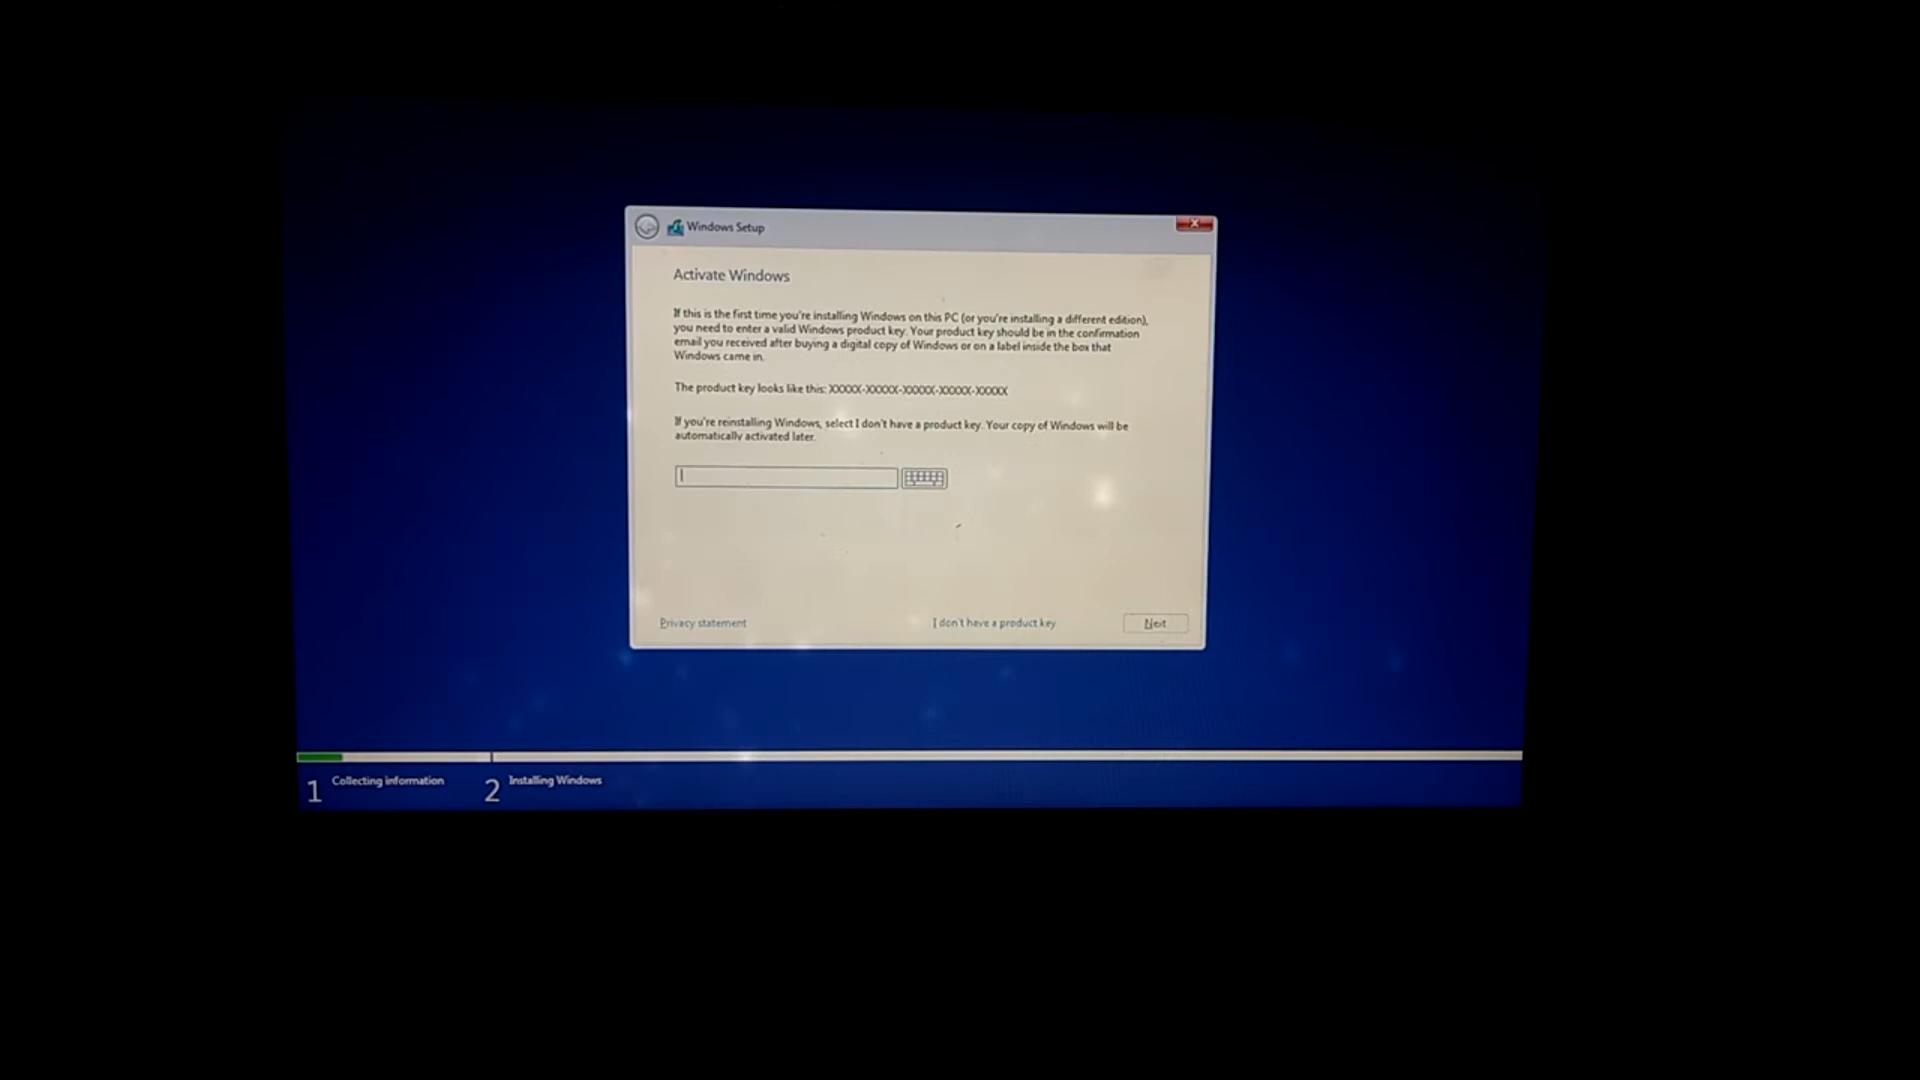 Windows Setup
Activate Windows
If this is the first time you're installing Windows on this PC (or you're installing a different edition),
you need to enter a valid Windows product key. Your product key should be in the confirmation
email you received after buying a digital copy of Windows or on a label inside the box that
Windows came in.
The product key looks like this: XXXXX-XXXXX-XXXXX-XXXXX-XXXXX
If you're reinstalling Windows, select I don't have a product key. Your copy of Windows will be
automatically activated later.
Privacy statement
I don't have a product key
Next
1 Collecting information
2 Installing Windows